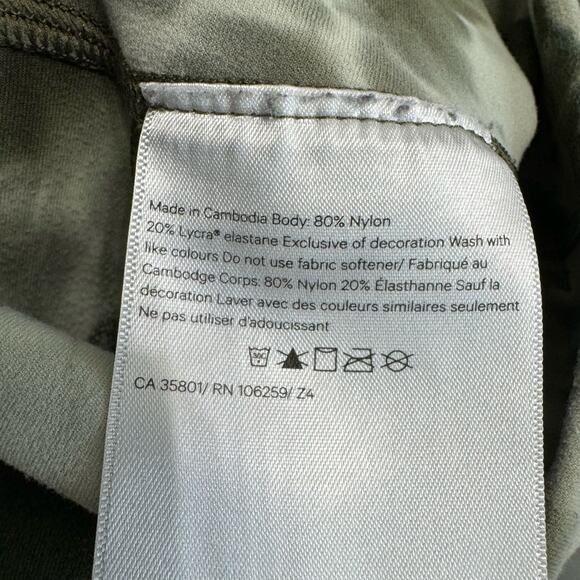 Made in Cambodia Body: 80% Nylon
20% Lycra® elastane Exclusive of decoration Wash with
like colours Do not use fabric softener/ Fabriqué au
Cambodge Corps: 80% Nylon 20% Élasthanne Sauf la
décoration Laver avec des couleurs similaires seulement
Ne pas utiliser d'adoucissant
30C
CA 35801/ RN 106259/ Z4